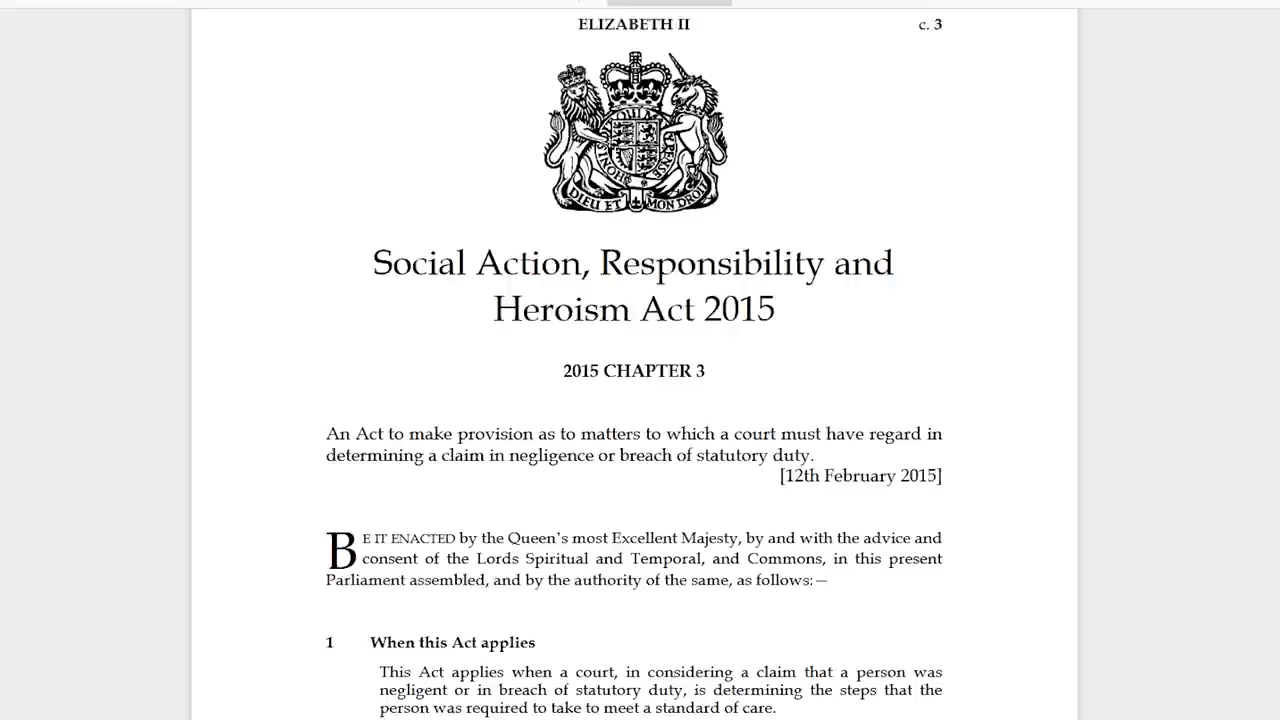 ELIZABETH II c. 3
DIEU ET MON DROIT
Social Action, Responsibility and
Heroism Act 2015
2015 CHAPTER 3
An Act to make provision as to matters to which a court must have regard in
determining a claim in negligence or breach of statutory duty.
[12th February 2015]
BE IT ENACTED by the Queen's most Excellent Majesty, by and with the advice and
consent of the Lords Spiritual and Temporal, and Commons, in this present
Parliament assembled, and by the authority of the same, as follows:—
1 When this Act applies
This Act applies when a court, in considering a claim that a person was
negligent or in breach of statutory duty, is determining the steps that the
person was required to take to meet a standard of care.